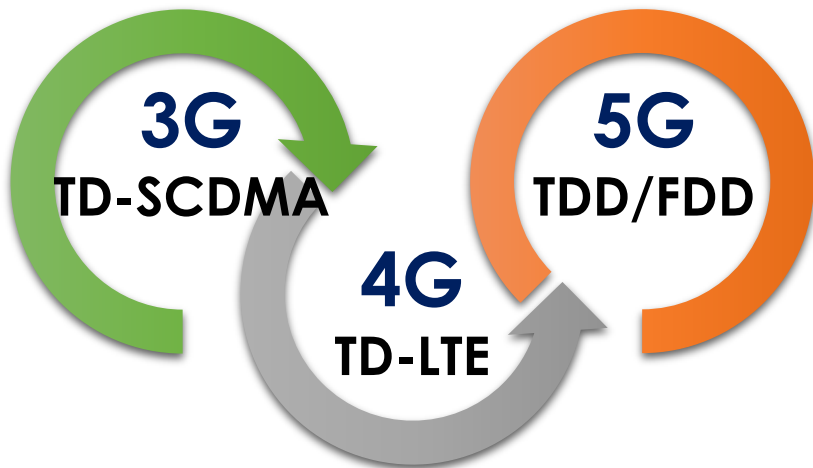 3G
TD-SCDMA
4G
TD-LTE
5G
TDD/FDD